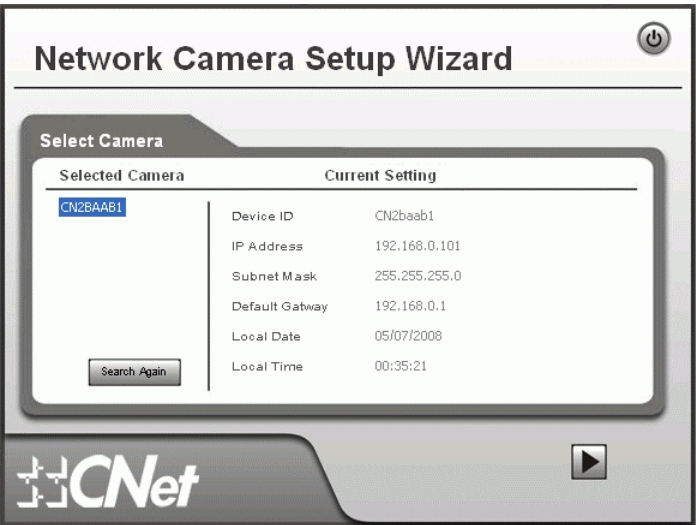 Network Camera Setup Wizard
Select Camera
Selected Camera
Current Setting
CN2BAAB1
Device ID CN2baab1
IP Address 192.168.0.101
Subnet Mask 255.255.255.0
Default Gatway 192.168.0.1
Local Date 05/07/2008
Local Time 00:35:21
Search Again
CNet